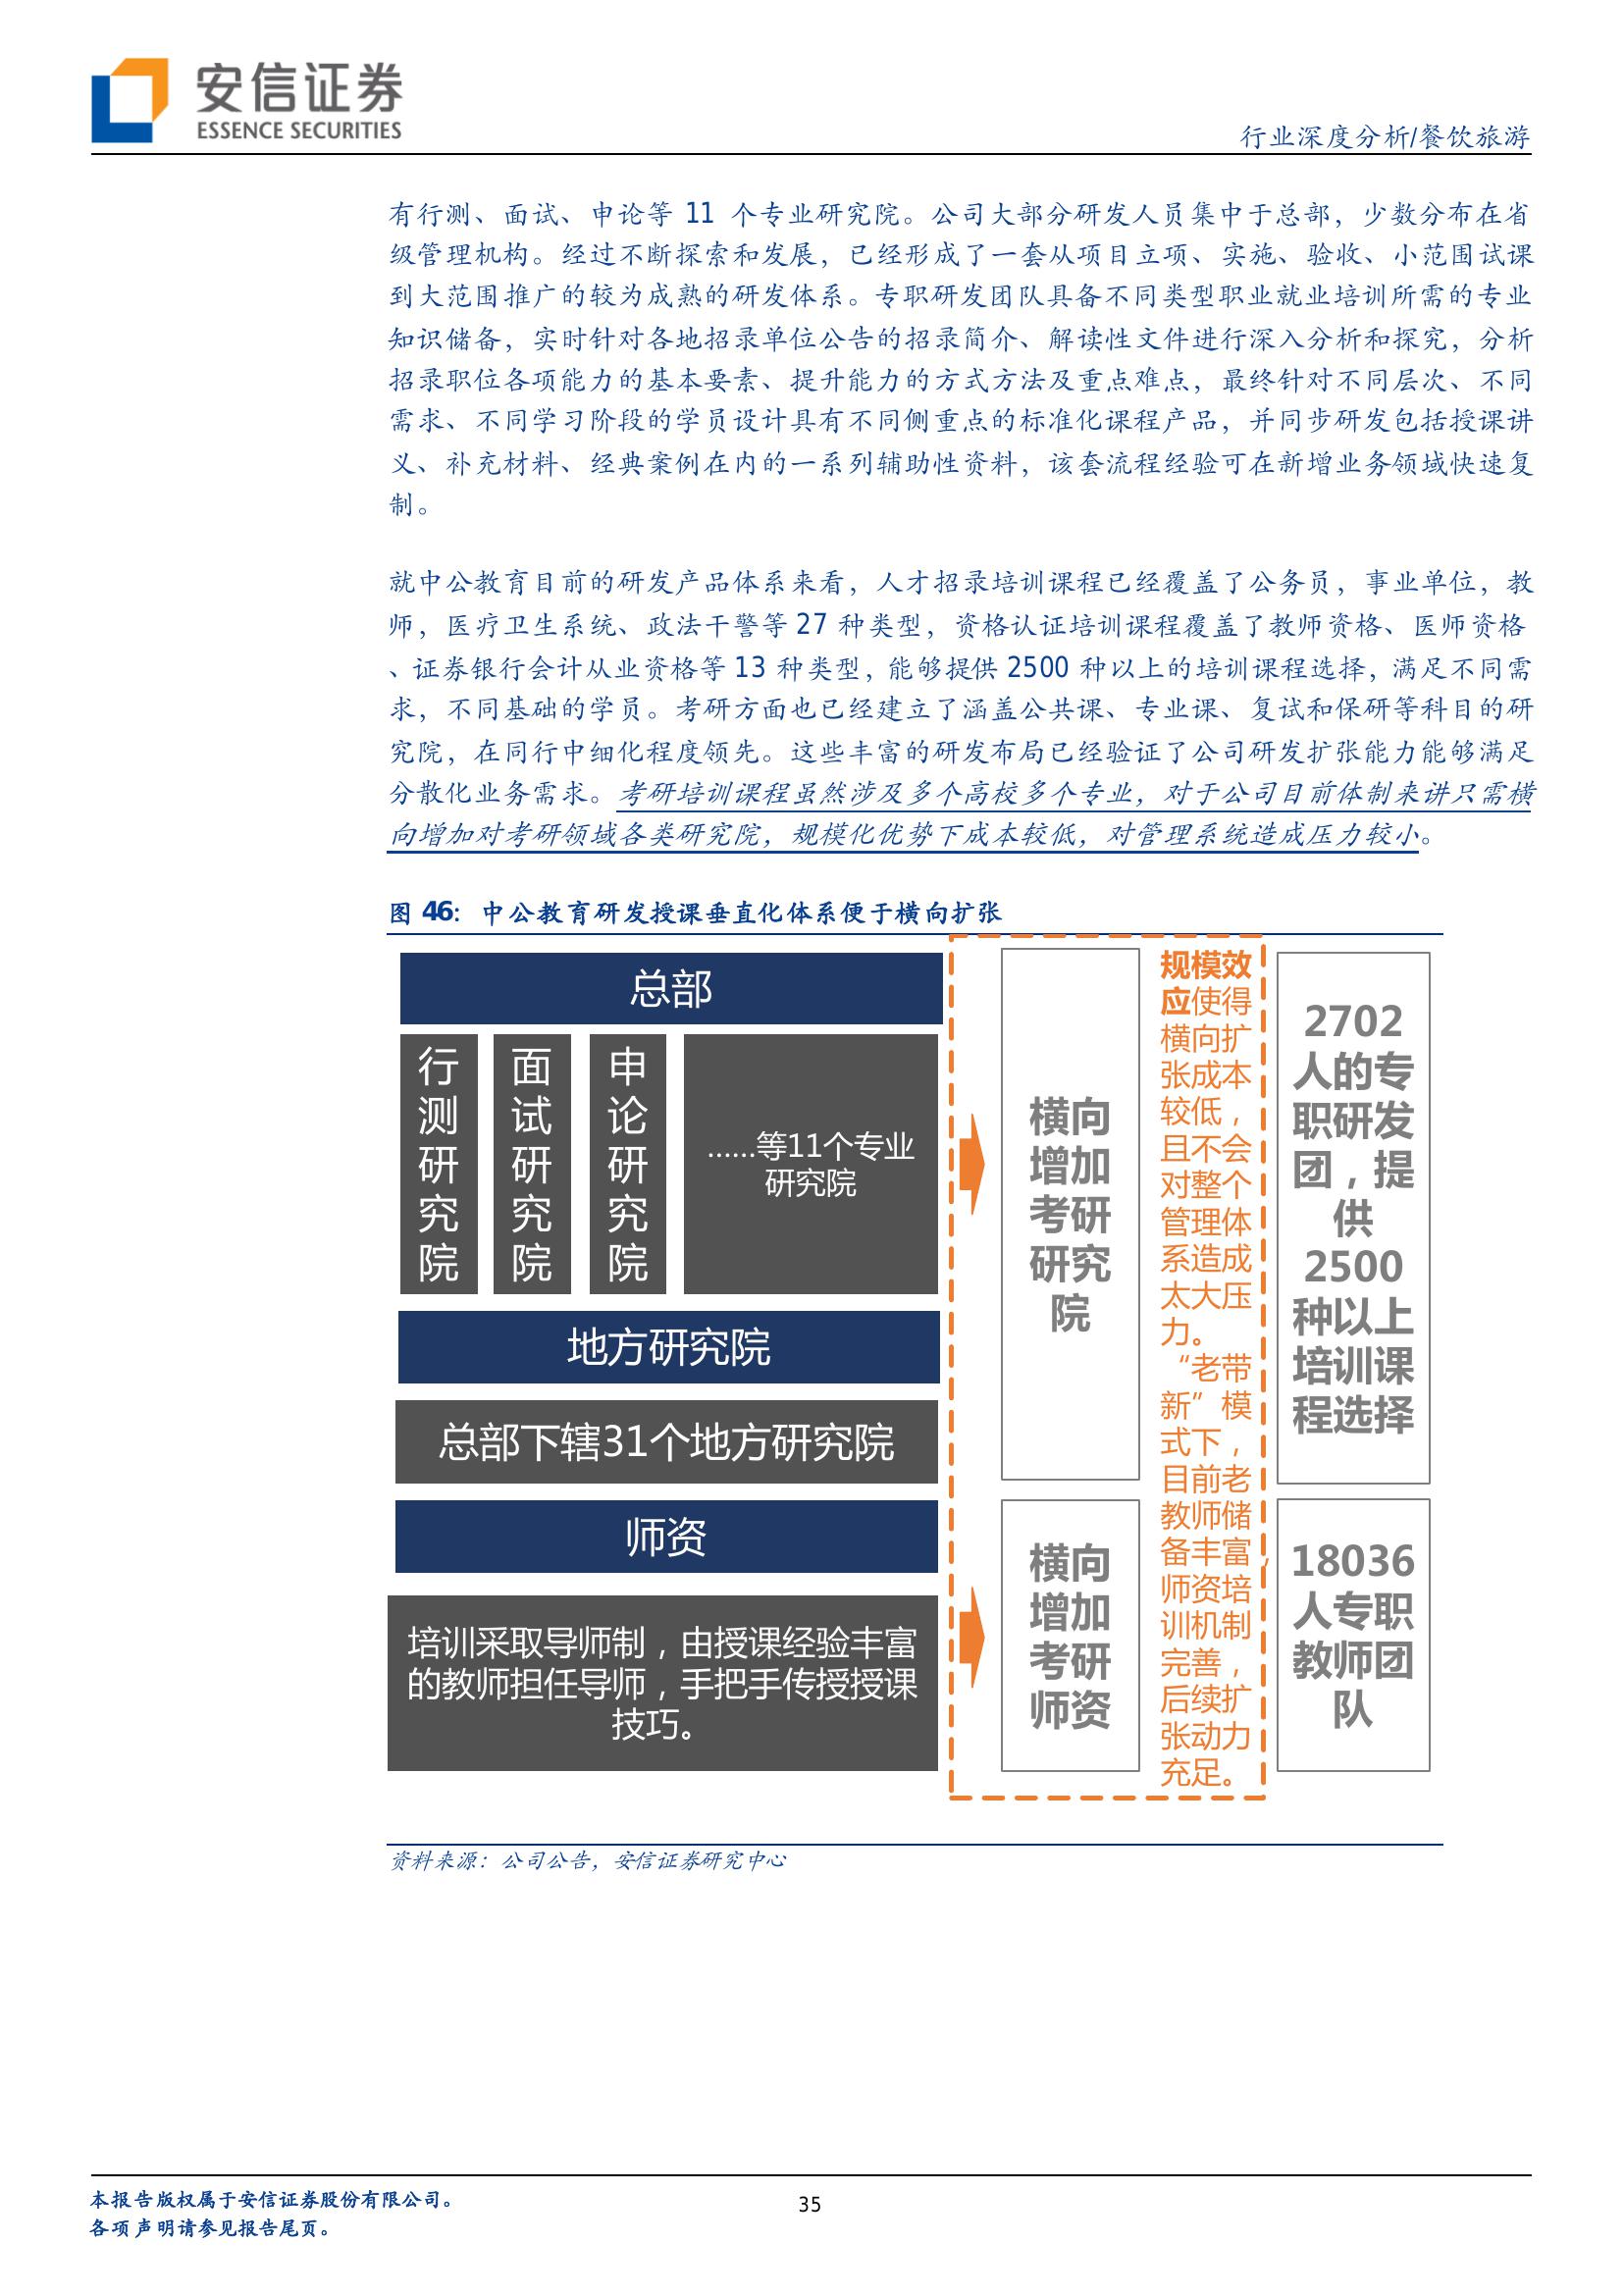 安信证券
ESSENCE SECURITIES
行业深度分析/餐饮旅游
有行测、面试、申论等 11 个专业研究院。公司大部分研发人员集中于总部，少数分布在省
级管理机构。经过不断探索和发展，已经形成了一套从项目立项、实施、验收、小范围试课
到大范围推广的较为成熟的研发体系。专职研发团队具备不同类型职业就业培训所需的专业
知识储备，实时针对各地招录单位公告的招录简介、解读性文件进行深入分析和探究，分析
招录职位各项能力的基本要素、提升能力的方式方法及重点难点，最终针对不同层次、不同
需求、不同学习阶段的学员设计具有不同侧重点的标准化课程产品，并同步研发包括授课讲
义、补充材料、经典案例在内的一系列辅助性资料，该套流程经验可在新增业务领域快速复
制。
就中公教育目前的研发产品体系来看，人才招录培训课程已经覆盖了公务员，事业单位，教
师，医疗卫生系统、政法干警等 27 种类型，资格认证培训课程覆盖了教师资格、医师资格
、证券银行会计从业资格等 13 种类型，能够提供 2500 种以上的培训课程选择，满足不同需
求，不同基础的学员。考研方面也已经建立了涵盖公共课、专业课、复试和保研等科目的研
究院，在同行中细化程度领先。这些丰富的研发布局已经验证了公司研发扩张能力能够满足
分散化业务需求。考研培训课程虽然涉及多个高校多个专业，对于公司目前体制来讲只需横
向增加对考研领域各类研究院，规模化优势下成本较低，对管理系统造成压力较小。
图 46：中公教育研发授课垂直化体系便于横向扩张
总部
行
测
研
究
院
面
试
研
究
院
申
论
研
究
院
……等11个专业
研究院
地方研究院
总部下辖31个地方研究院
师资
培训采取导师制，由授课经验丰富
的教师担任导师，手把手传授授课
技巧。
横向
增加
考研
研究
院
横向
增加
考研
师资
规模效
应使得
横向扩
张成本
较低，
且不会
对整个
管理体
系造成
太大压
力。
“老带
新”模
式下，
目前老
教师储
备丰富，
师资培
训机制
完善，
后续扩
张动力
充足。
2702
人的专
职研发
团，提
供
2500
种以上
培训课
程选择
18036
人专职
教师团
队
资料来源：公司公告，安信证券研究中心
本报告版权属于安信证券股份有限公司。
各项声明请参见报告尾页。
35